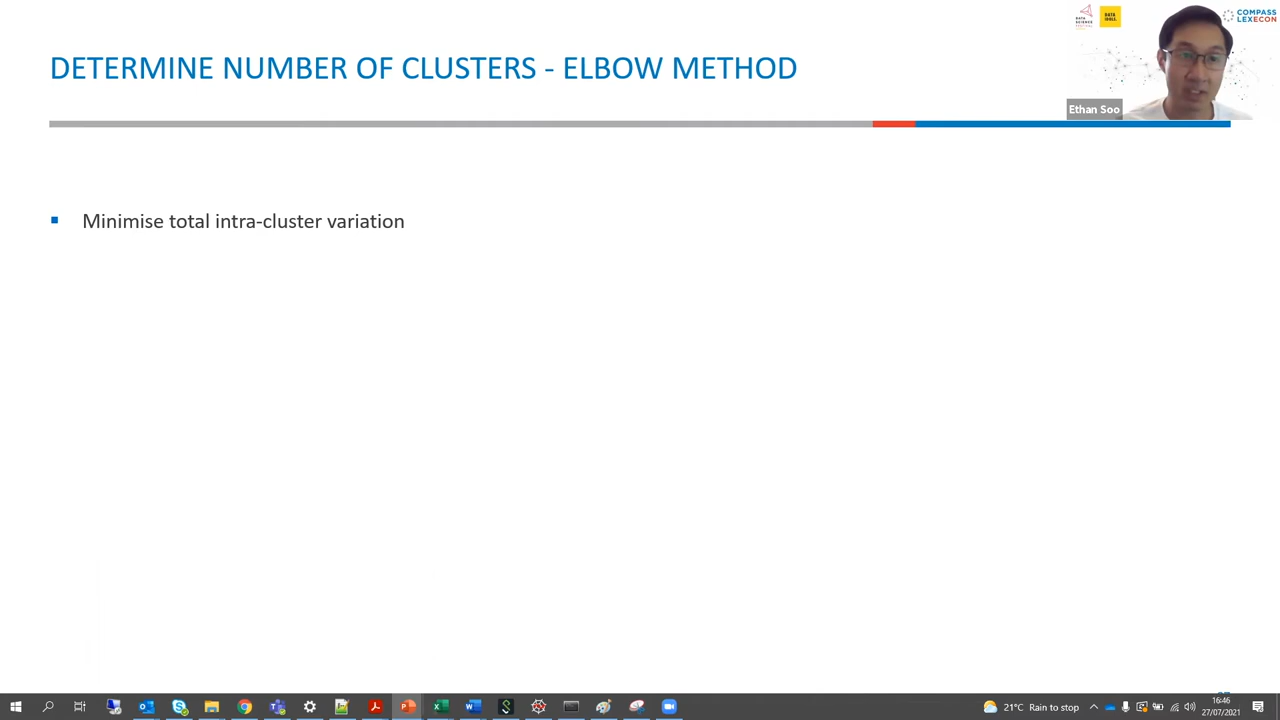 DETERMINE NUMBER OF CLUSTERS - ELBOW METHOD
COMPASS
LEXECON
Ethan Soo
Minimise total intra-cluster variation
21°C Rain to stop
16:46
27/07/2021